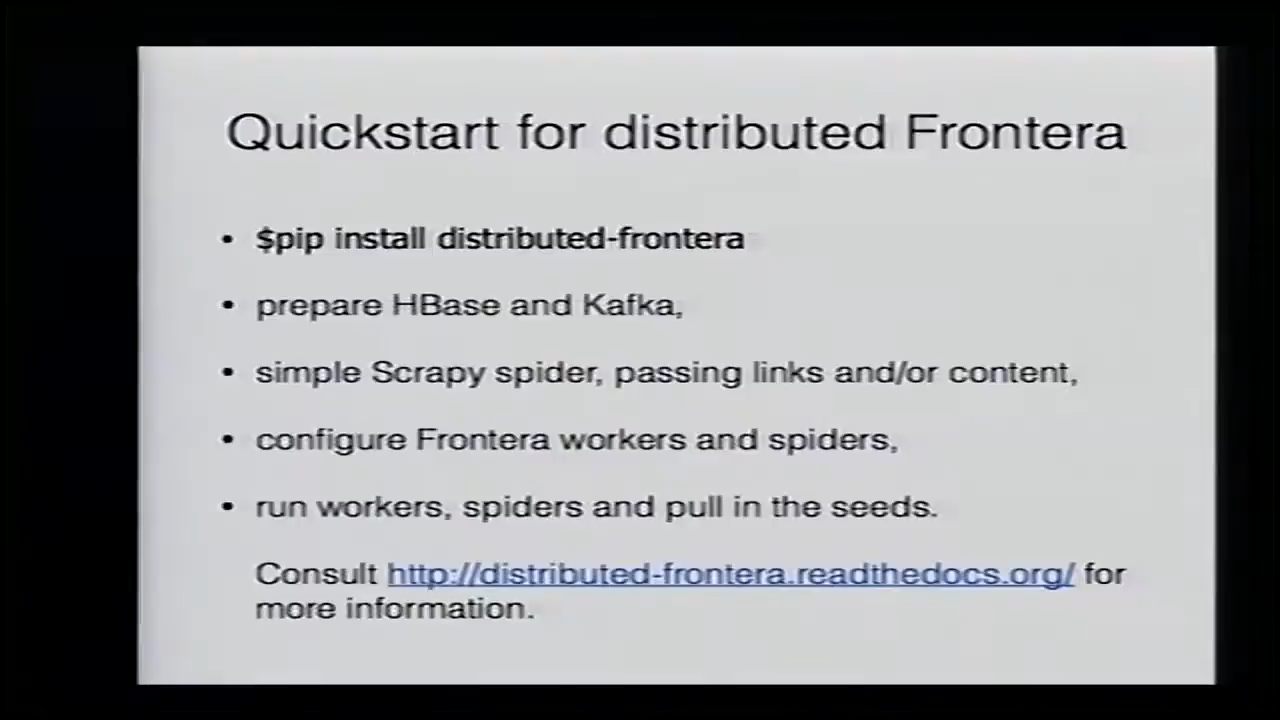 Quickstart for distributed Frontera
• $pip install distributed-frontera
• prepare HBase and Kafka,
• simple Scrapy spider, passing links and/or content,
• configure Frontera workers and spiders,
• run workers, spiders and pull in the seeds.
Consult http://distributed-frontera.readthedocs.org/ for
more information.